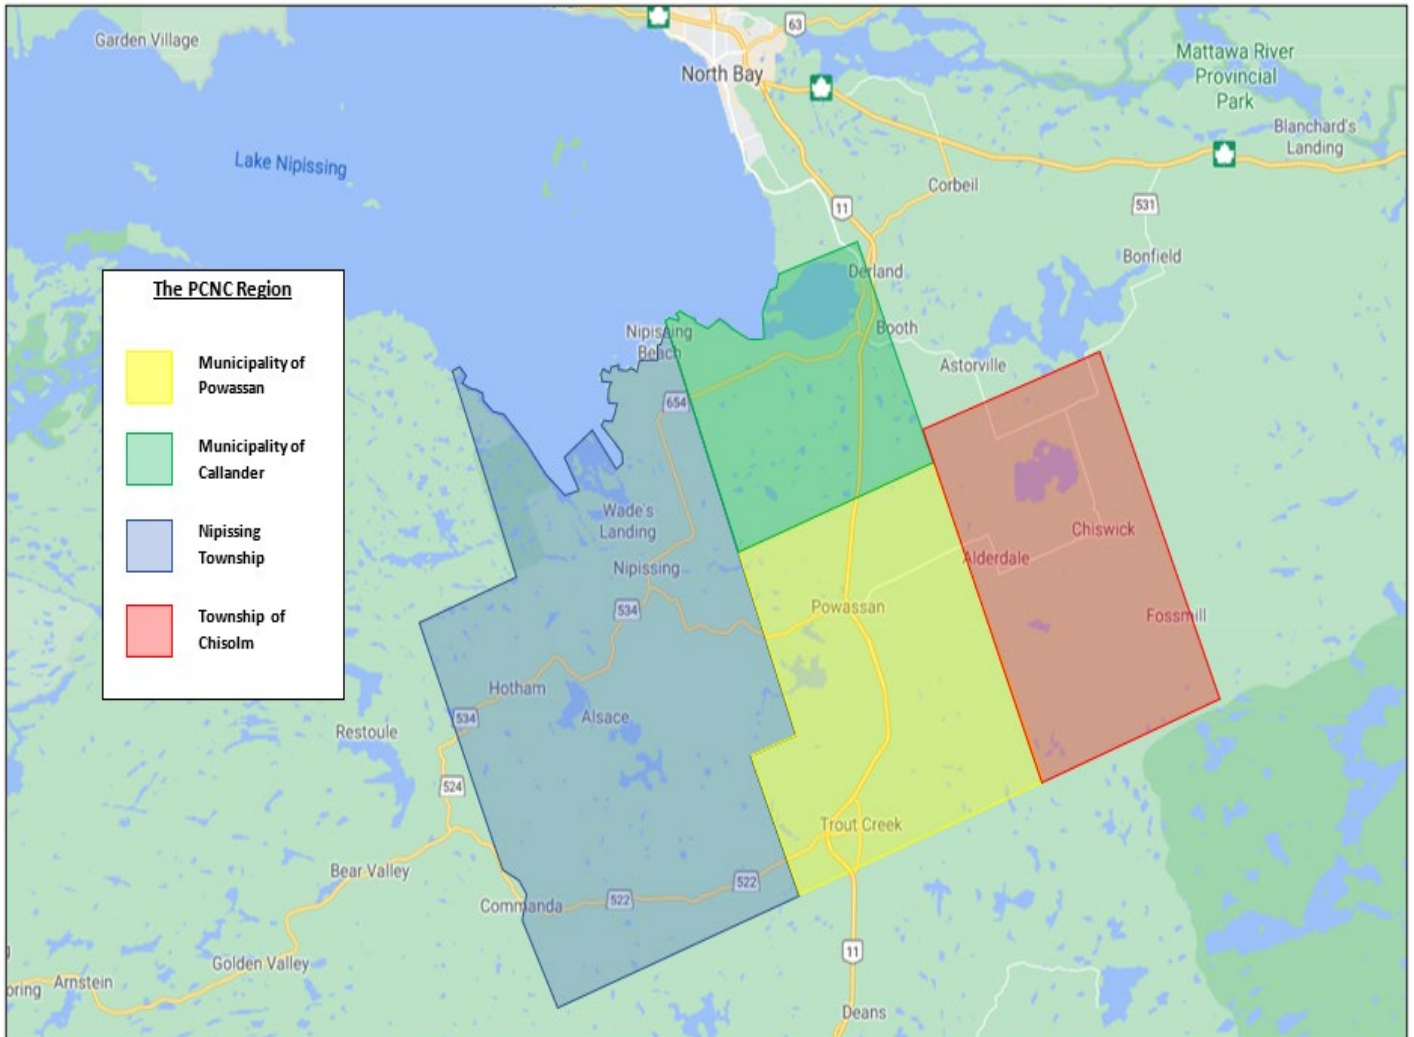 Garden Village
63
North Bay
Mattawa River
Provincial
Park
Blanchard's
Landing
Lake Nipissing
Corbeil
11
531
Bonfield
The PCNC Region
Municipality of
Powassan
Municipality of
Callander
Nipissing
Township
Township of
Chisolm
Derland
Nipissing
Beach
Booth
Astorville
654
Wade's
Landing
Chiswick
Alderdale
Nipissing
534
Powassan
Fossmill
Hotham
534
Alsace
Restoule
524
Trout Creek
Bear Valley
522
522
Commanda
11
Golden Valley
Arnstein
oring
Deans